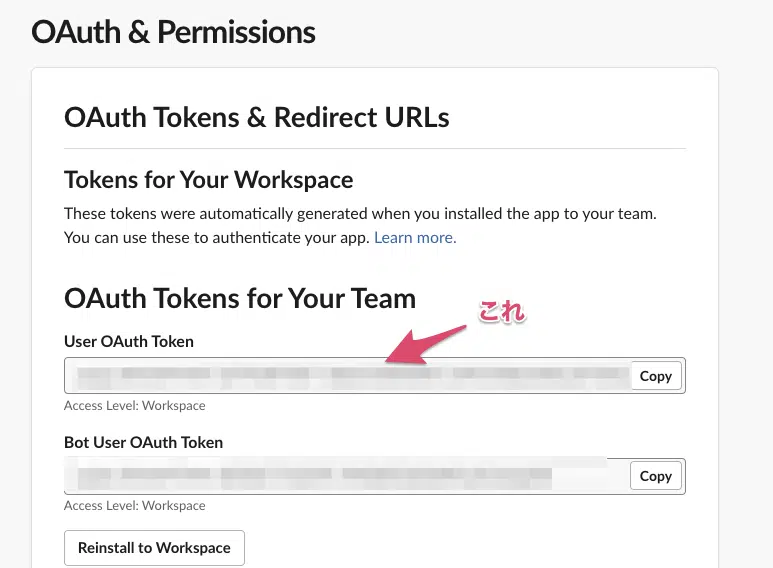 OAuth & Permissions
OAuth Tokens & Redirect URLs
Tokens for Your Workspace
These tokens were automatically generated when you installed the app to your team.
You can use these to authenticate your app. Learn more.
OAuth Tokens for Your Team
これ
User OAuth Token
Copy
Access Level: Workspace
Bot User OAuth Token
Copy
Access Level: Workspace
Reinstall to Workspace